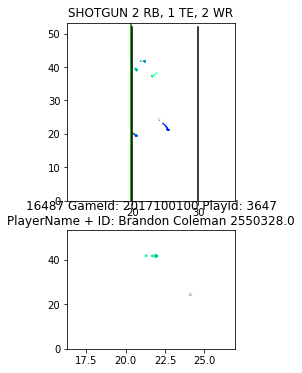 SHOTGUN 2 RB, 1 TE, 2 WR
50
40
30
20
10
0
20 30
16487 GameId: 2017100100 PlayId: 3647
PlayerName + ID: Brandon Coleman 2550328.0
40
20
0
17.5 20.0 22.5 25.0